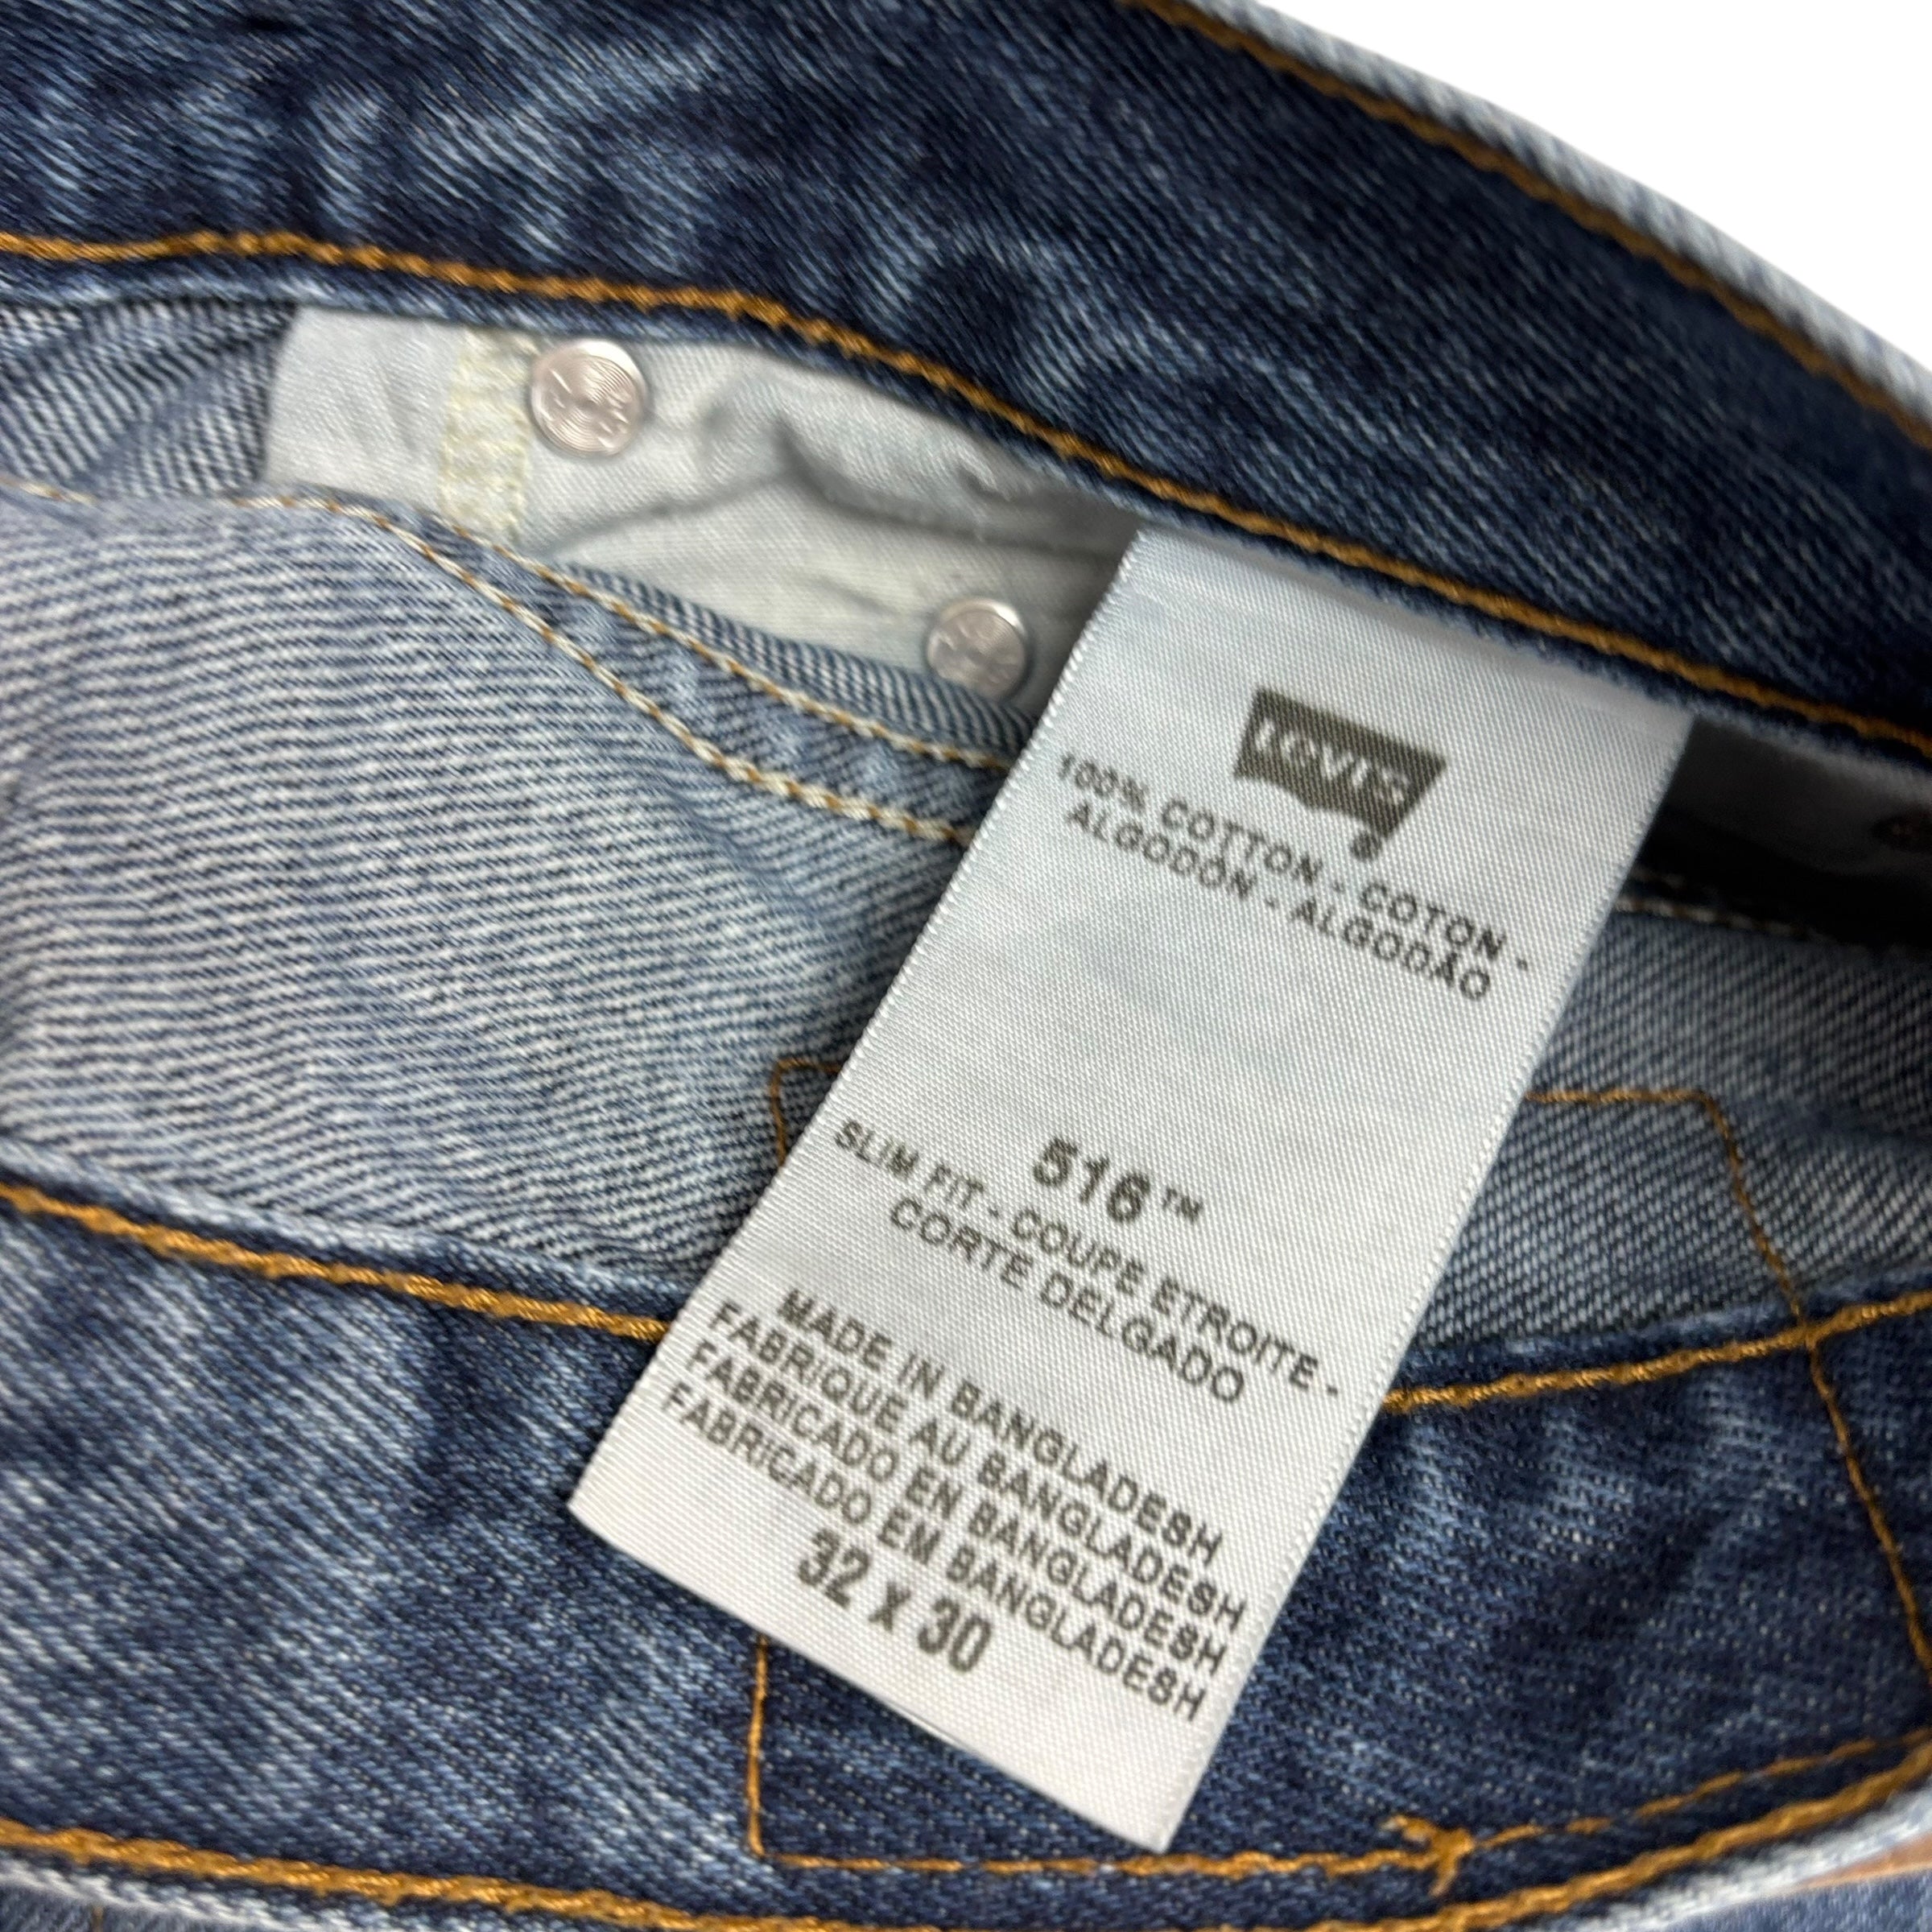 LEVI'S
®
100% COTTON - COTON -
ALGODÓN - ALGODÃO
516™
SLIM FIT - COUPE ETROITE -
CORTE DELGADO
MADE IN BANGLADESH
FABRIQUE AU BANGLADESH
FABRICADO EN BANGLADESH
FABRICADO EM BANGLADESH
32 x 30